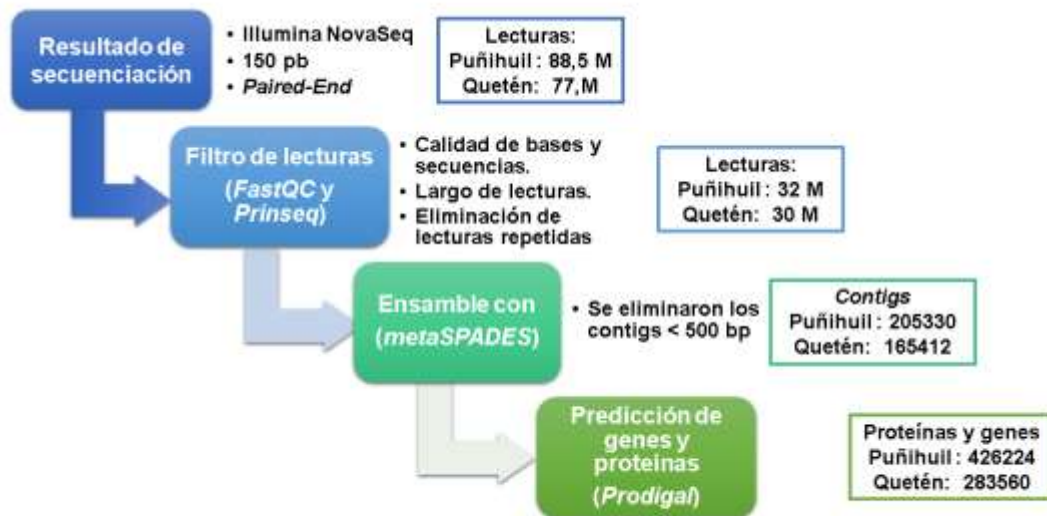 Resultado de
secuenciación
• Illumina NovaSeq
• 150 pb
• Paired-End
Lecturas:
Puñihuil : 88,5 M
Quetén: 77,M
Filtro de lecturas
(FastQC y
Prinseq)
• Calidad de bases y
secuencias.
• Largo de lecturas.
• Eliminación de
lecturas repetidas
Lecturas:
Puñihuil : 32 M
Quetén: 30 M
Ensamble con
(metaSPADES)
• Se eliminaron los
contigs < 500 bp
Contigs
Puñihuil : 205330
Quetén: 165412
Predicción de
genes y
proteinas
(Prodigal)
Proteínas y genes
Puñihuil : 426224
Quetén: 283560